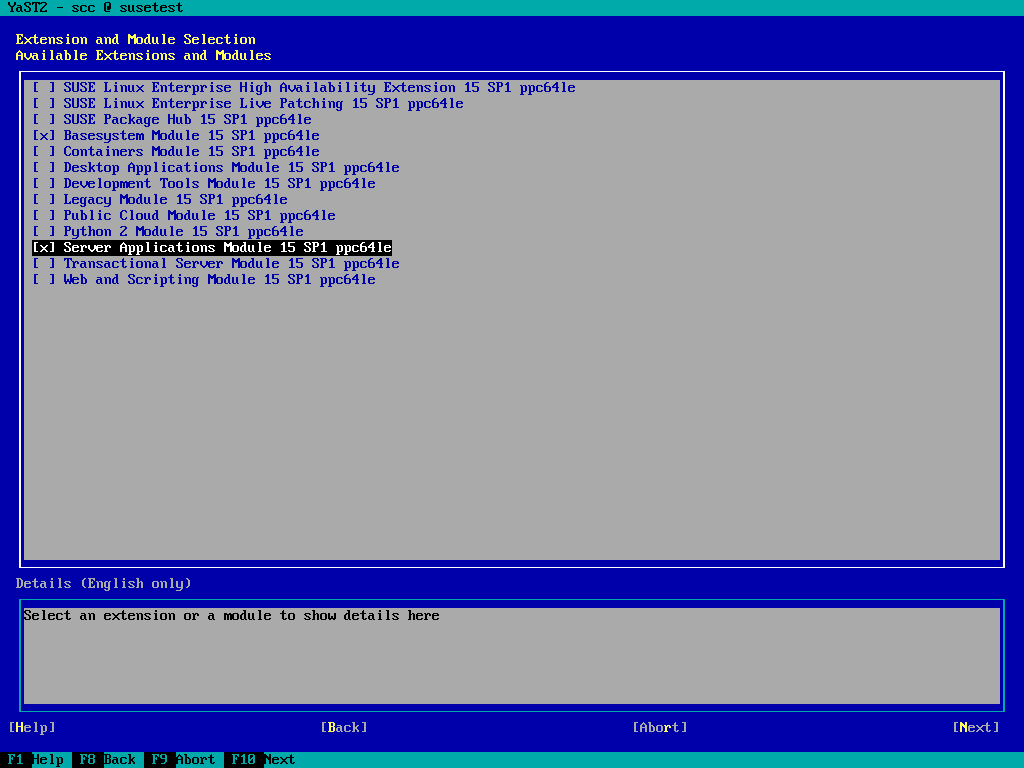 YaST2 - scc @ susetest
Extension and Module Selection
Available Extensions and Modules
[ ] SUSE Linux Enterprise High Availability Extension 15 SP1 ppc64le
[ ] SUSE Linux Enterprise Live Patching 15 SP1 ppc64le
[ ] SUSE Package Hub 15 SP1 ppc64le
[x] Basesystem Module 15 SP1 ppc64le
[ ] Containers Module 15 SP1 ppc64le
[ ] Desktop Applications Module 15 SP1 ppc64le
[ ] Development Tools Module 15 SP1 ppc64le
[ ] Legacy Module 15 SP1 ppc64le
[ ] Public Cloud Module 15 SP1 ppc64le
[ ] Python 2 Module 15 SP1 ppc64le
[x] Server Applications Module 15 SP1 ppc64le
[ ] Transactional Server Module 15 SP1 ppc64le
[ ] Web and Scripting Module 15 SP1 ppc64le
Details (English only)
Select an extension or a module to show details here
[Help] [Back] [Abort] [Next]
F1 Help F8 Back F9 Abort F10 Next